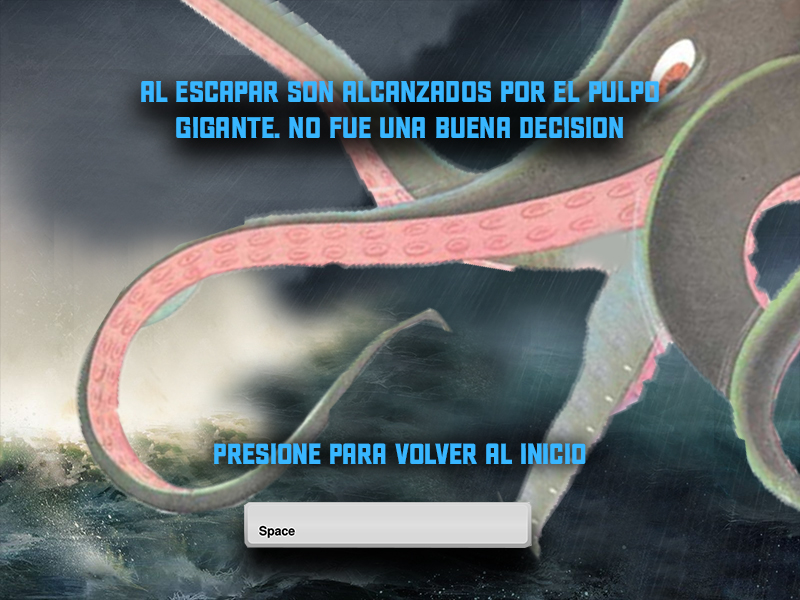 AL ESCAPAR SON ALCANZADOS POR EL PULPO
GIGANTE. NO FUE UNA BUENA DECISION
PRESIONE PARA VOLVER AL INICIO
Space